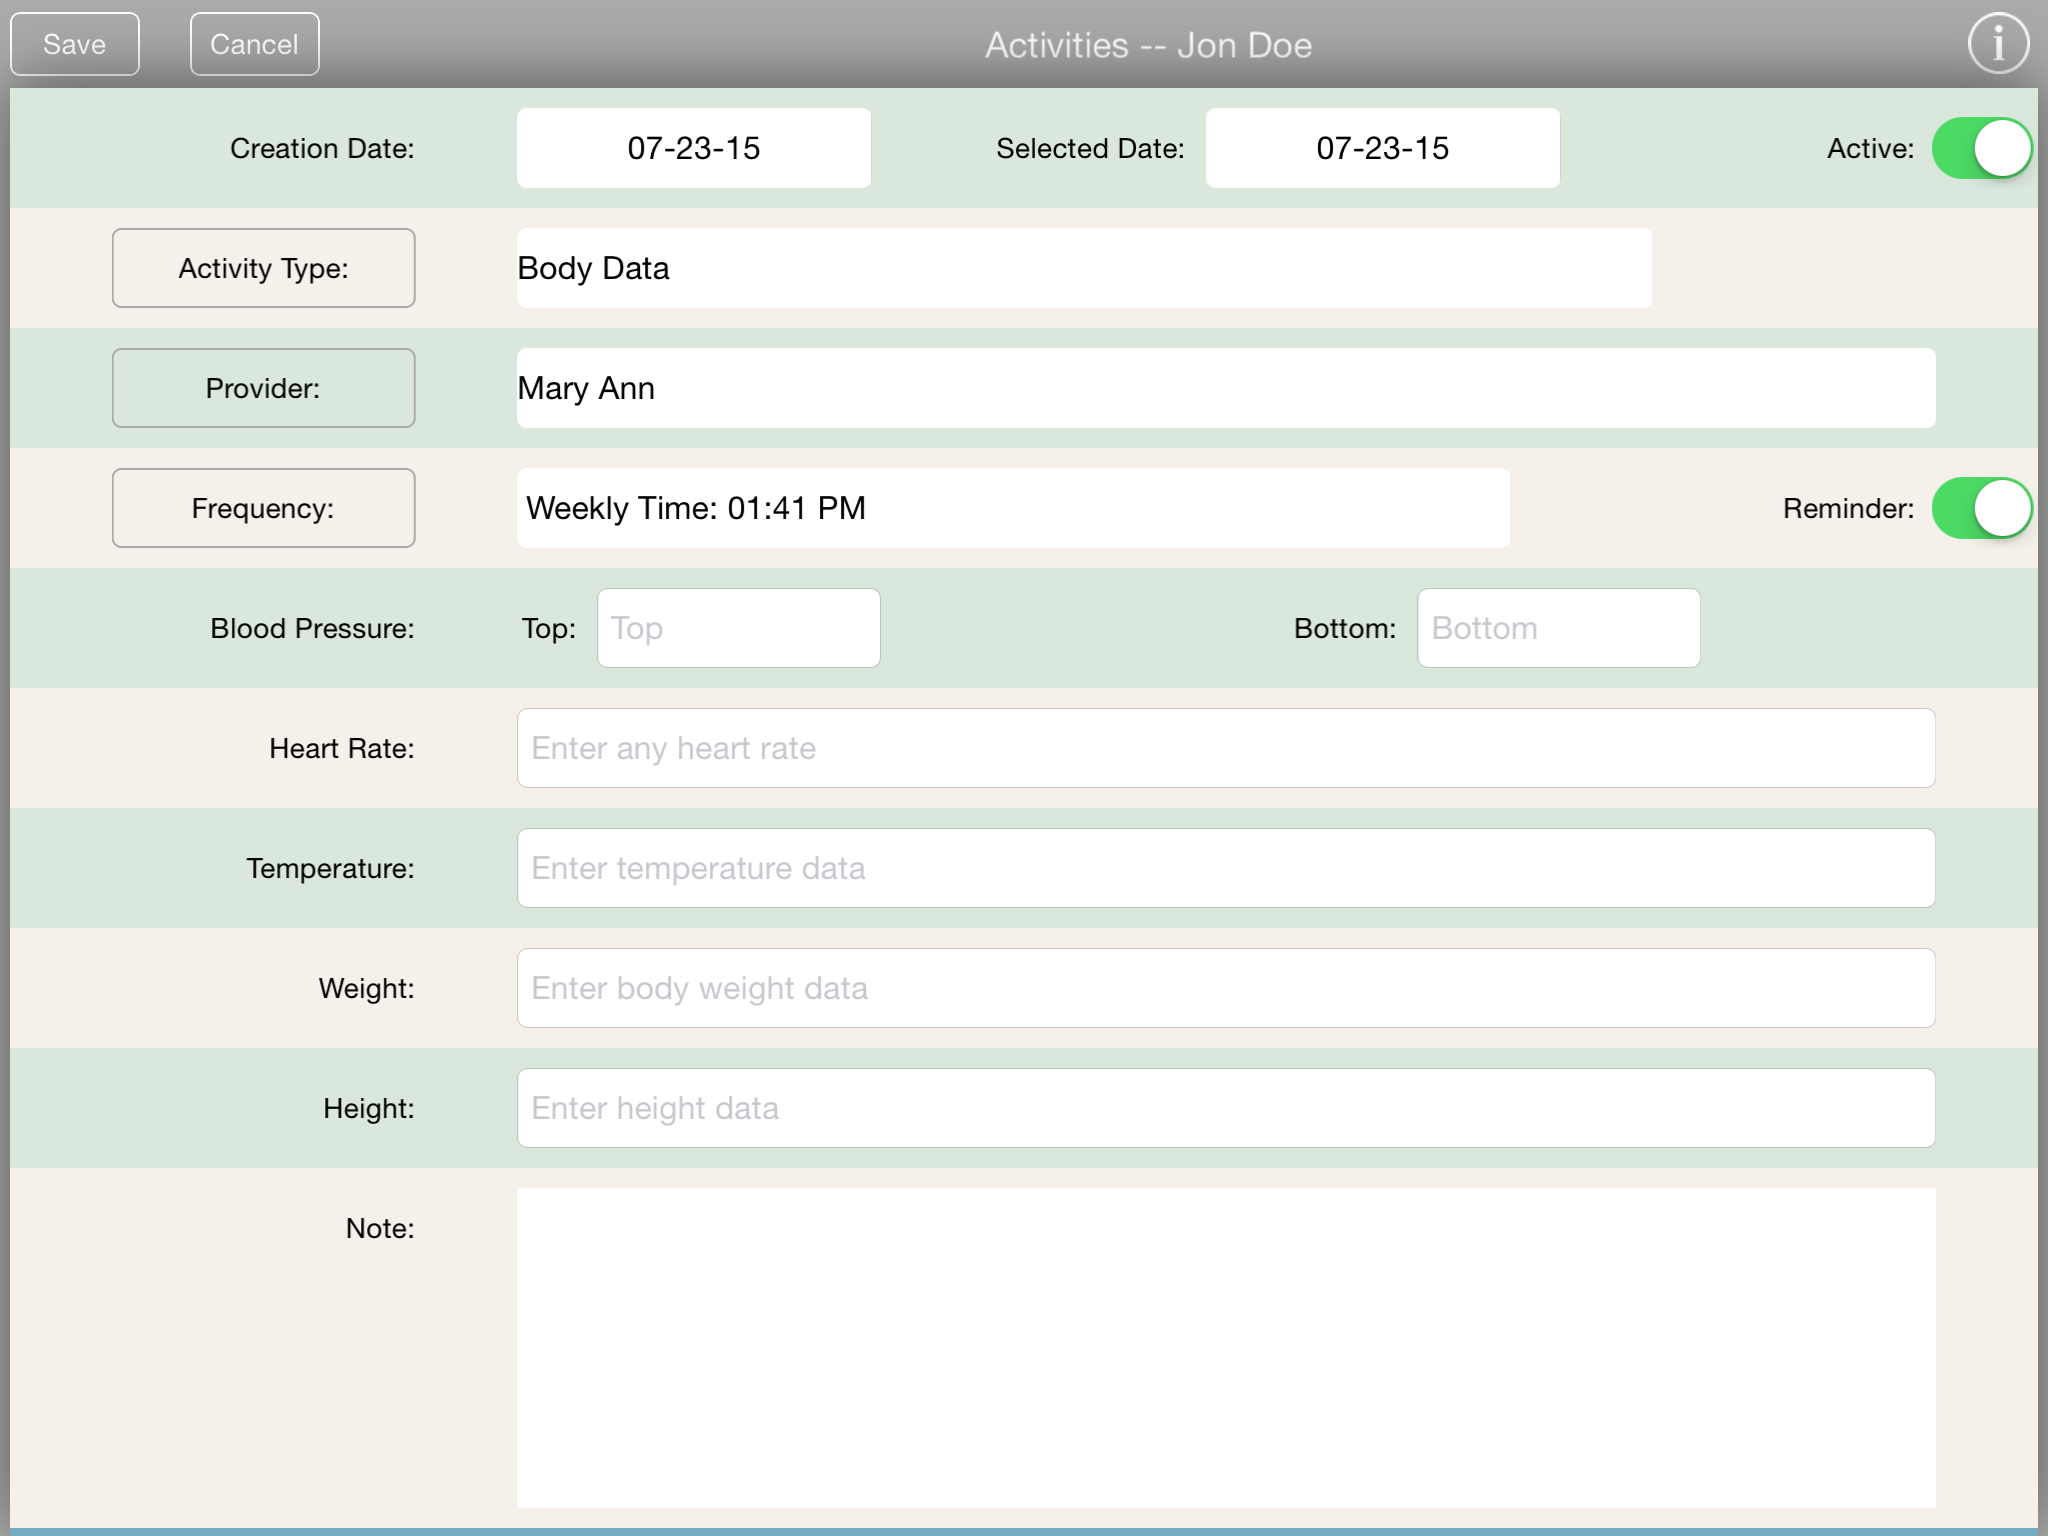 Save Cancel Activities -- Jon Doe i
Creation Date: 07-23-15 Selected Date: 07-23-15 Active:
Activity Type: Body Data
Provider: Mary Ann
Frequency: Weekly Time: 01:41 PM Reminder:
Blood Pressure: Top: Top Bottom: Bottom
Heart Rate: Enter any heart rate
Temperature: Enter temperature data
Weight: Enter body weight data
Height: Enter height data
Note: